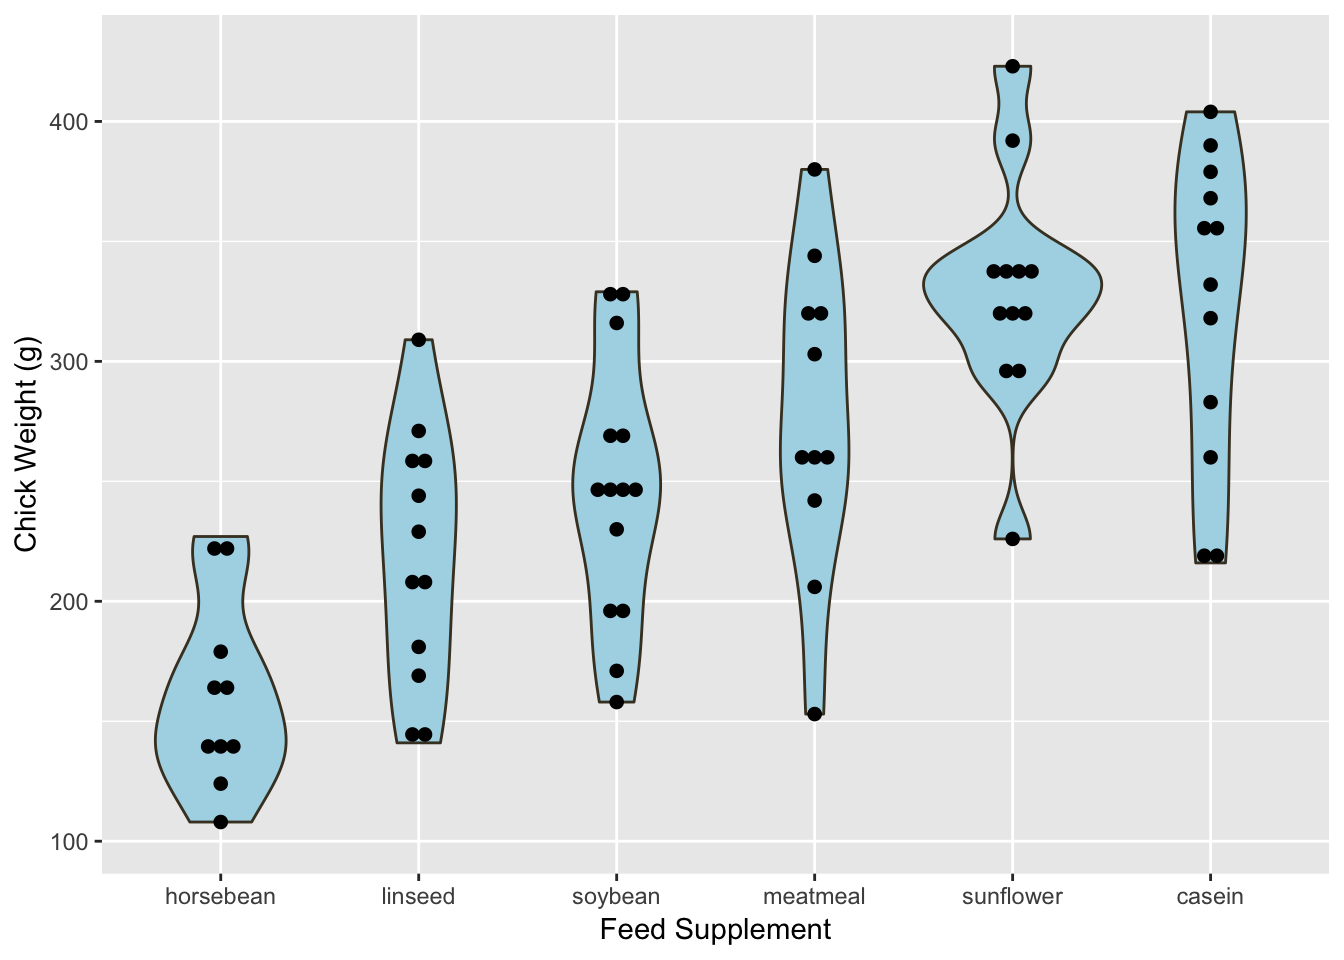 Chick Weight (g)
400
300
200
100
horsebean linseed soybean meatmeal sunflower casein
Feed Supplement